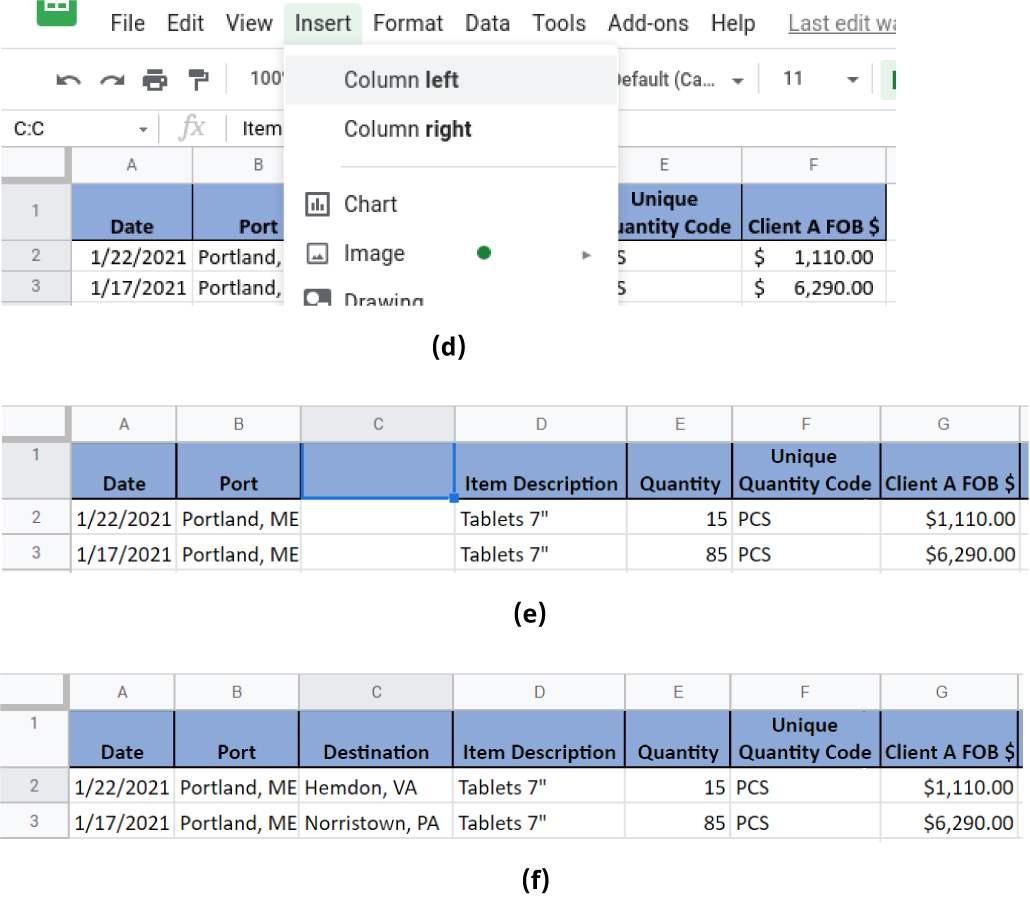 File Edit View Insert Format Data Tools Add-ons Help Last edit wa
100% Column left Default (Ca... 11
C:C fx Item Column right
A B E F
1 Date Port Chart Unique
uantity Code Client A FOB $
2 1/22/2021 Portland, Image S $ 1,110.00
3 1/17/2021 Portland, Drawing S $ 6,290.00
(d)
A B C D E F G
1 Date Port Item Description Quantity Unique
Quantity Code Client A FOB $
2 1/22/2021 Portland, ME Tablets 7" 15 PCS $1,110.00
3 1/17/2021 Portland, ME Tablets 7" 85 PCS $6,290.00
(e)
A B C D E F G
1 Date Port Destination Item Description Quantity Unique
Quantity Code Client A FOB $
2 1/22/2021 Portland, ME Hemdon, VA Tablets 7" 15 PCS $1,110.00
3 1/17/2021 Portland, ME Norristown, PA Tablets 7" 85 PCS $6,290.00
(f)